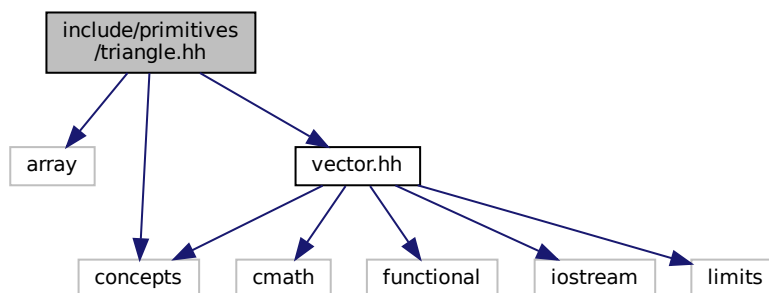 include/primitives
/triangle.hh
array
vector.hh
concepts
cmath
functional
iostream
limits